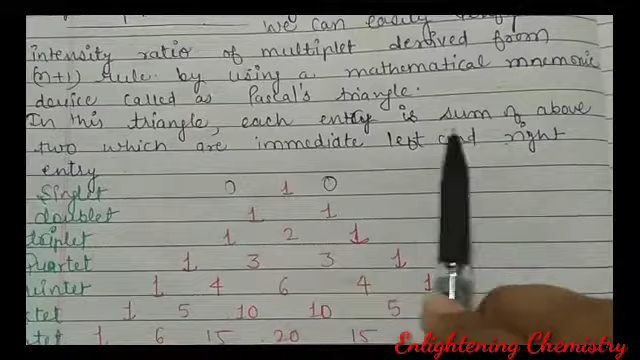 we can easily
intensity ratio of multiplet derived from
(n+1) rule by using a mathematical mnemonic
device called as Pascal's triangle.
In this triangle, each entry is sum of above
two which are immediate left and right
entry
Singlet 0 1 0
doublet 1 1
triplet 1 2 1
Quartet 1 3 3 1
1 4 6 4 1
1 5 10 10 5
1 6 15 20 15
Enlightening Chemistry